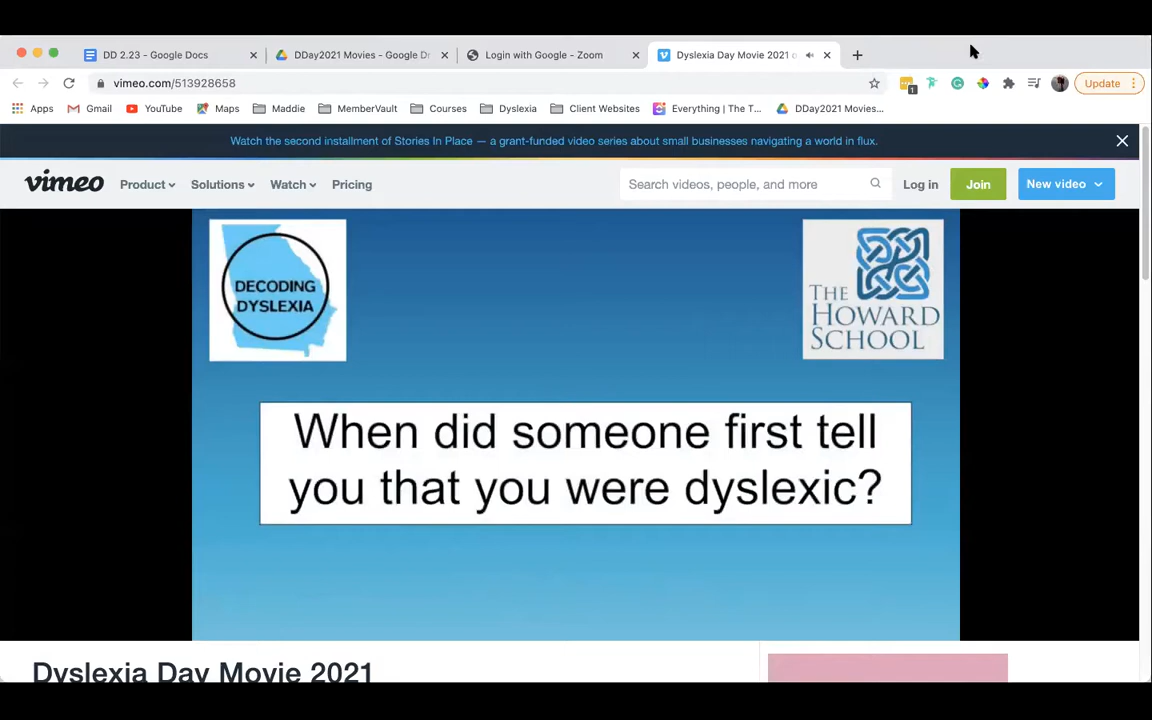 DD 2.23 - Google Docs
DDay2021 Movies - Google Dr
Login with Google - Zoom
Dyslexia Day Movie 2021 o
vimeo.com/513928658
1
Update
Apps
Gmail
YouTube
Maps
Maddie
MemberVault
Courses
Dyslexia
Client Websites
Everything | The T...
DDay2021 Movies...
Watch the second installment of Stories In Place — a grant-funded video series about small businesses navigating a world in flux.
vimeo
Product
Solutions
Watch
Pricing
Search videos, people, and more
Log in
Join
New video
DECODING
DYSLEXIA
THE
HOWARD
SCHOOL
When did someone first tell
you that you were dyslexic?
Dyslexia Day Movie 2021